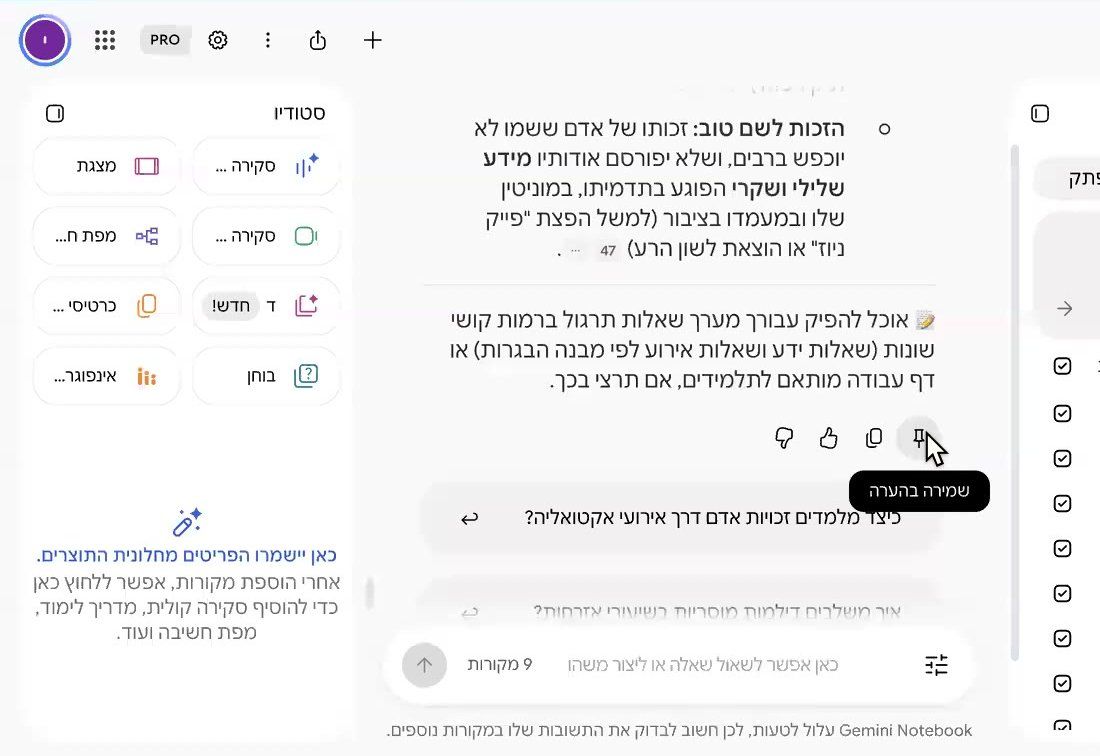 PRO
סטודיו
סקירה ...
מצגת
סקירה ...
מפת ח...
ד
חדש!
כרטיסי ...
בוחן
אינפוגר...
כאן יישמרו הפריטים מחלונית התוצרים.
אחרי הוספת מקורות, אפשר ללחוץ כאן
כדי להוסיף סקירה קולית, מדריך לימוד,
מפת חשיבה ועוד.
הזכות לשם טוב: זכותו של אדם ששמו לא
יוכפש ברבים, ושלא יפורסם אודותיו מידע
שלילי ושקרי הפוגע בתדמיתו, במוניטין
שלו ובמעמדו בציבור (למשל הפצת "פייק
ניוז" או הוצאת לשון הרע) 47 ... .
אוכל להפיק עבורך מערך שאלות תרגול ברמות קושי
שונות (שאלות ידע ושאלות אירוע לפי מבנה הבגרות) או
דף עבודה מותאם לתלמידים, אם תרצי בכך.
שמירה בהערה
כיצד מלמדים זכויות אדם דרך אירועי אקטואליה?
איך משלבים דילמות מוסריות בשיעורי אזרחות?
כאן אפשר לשאול שאלה או ליצור משהו
9 מקורות
Gemini Notebook עלול לטעות, לכן חשוב לבדוק את התשובות שלו במקורות נוספים.